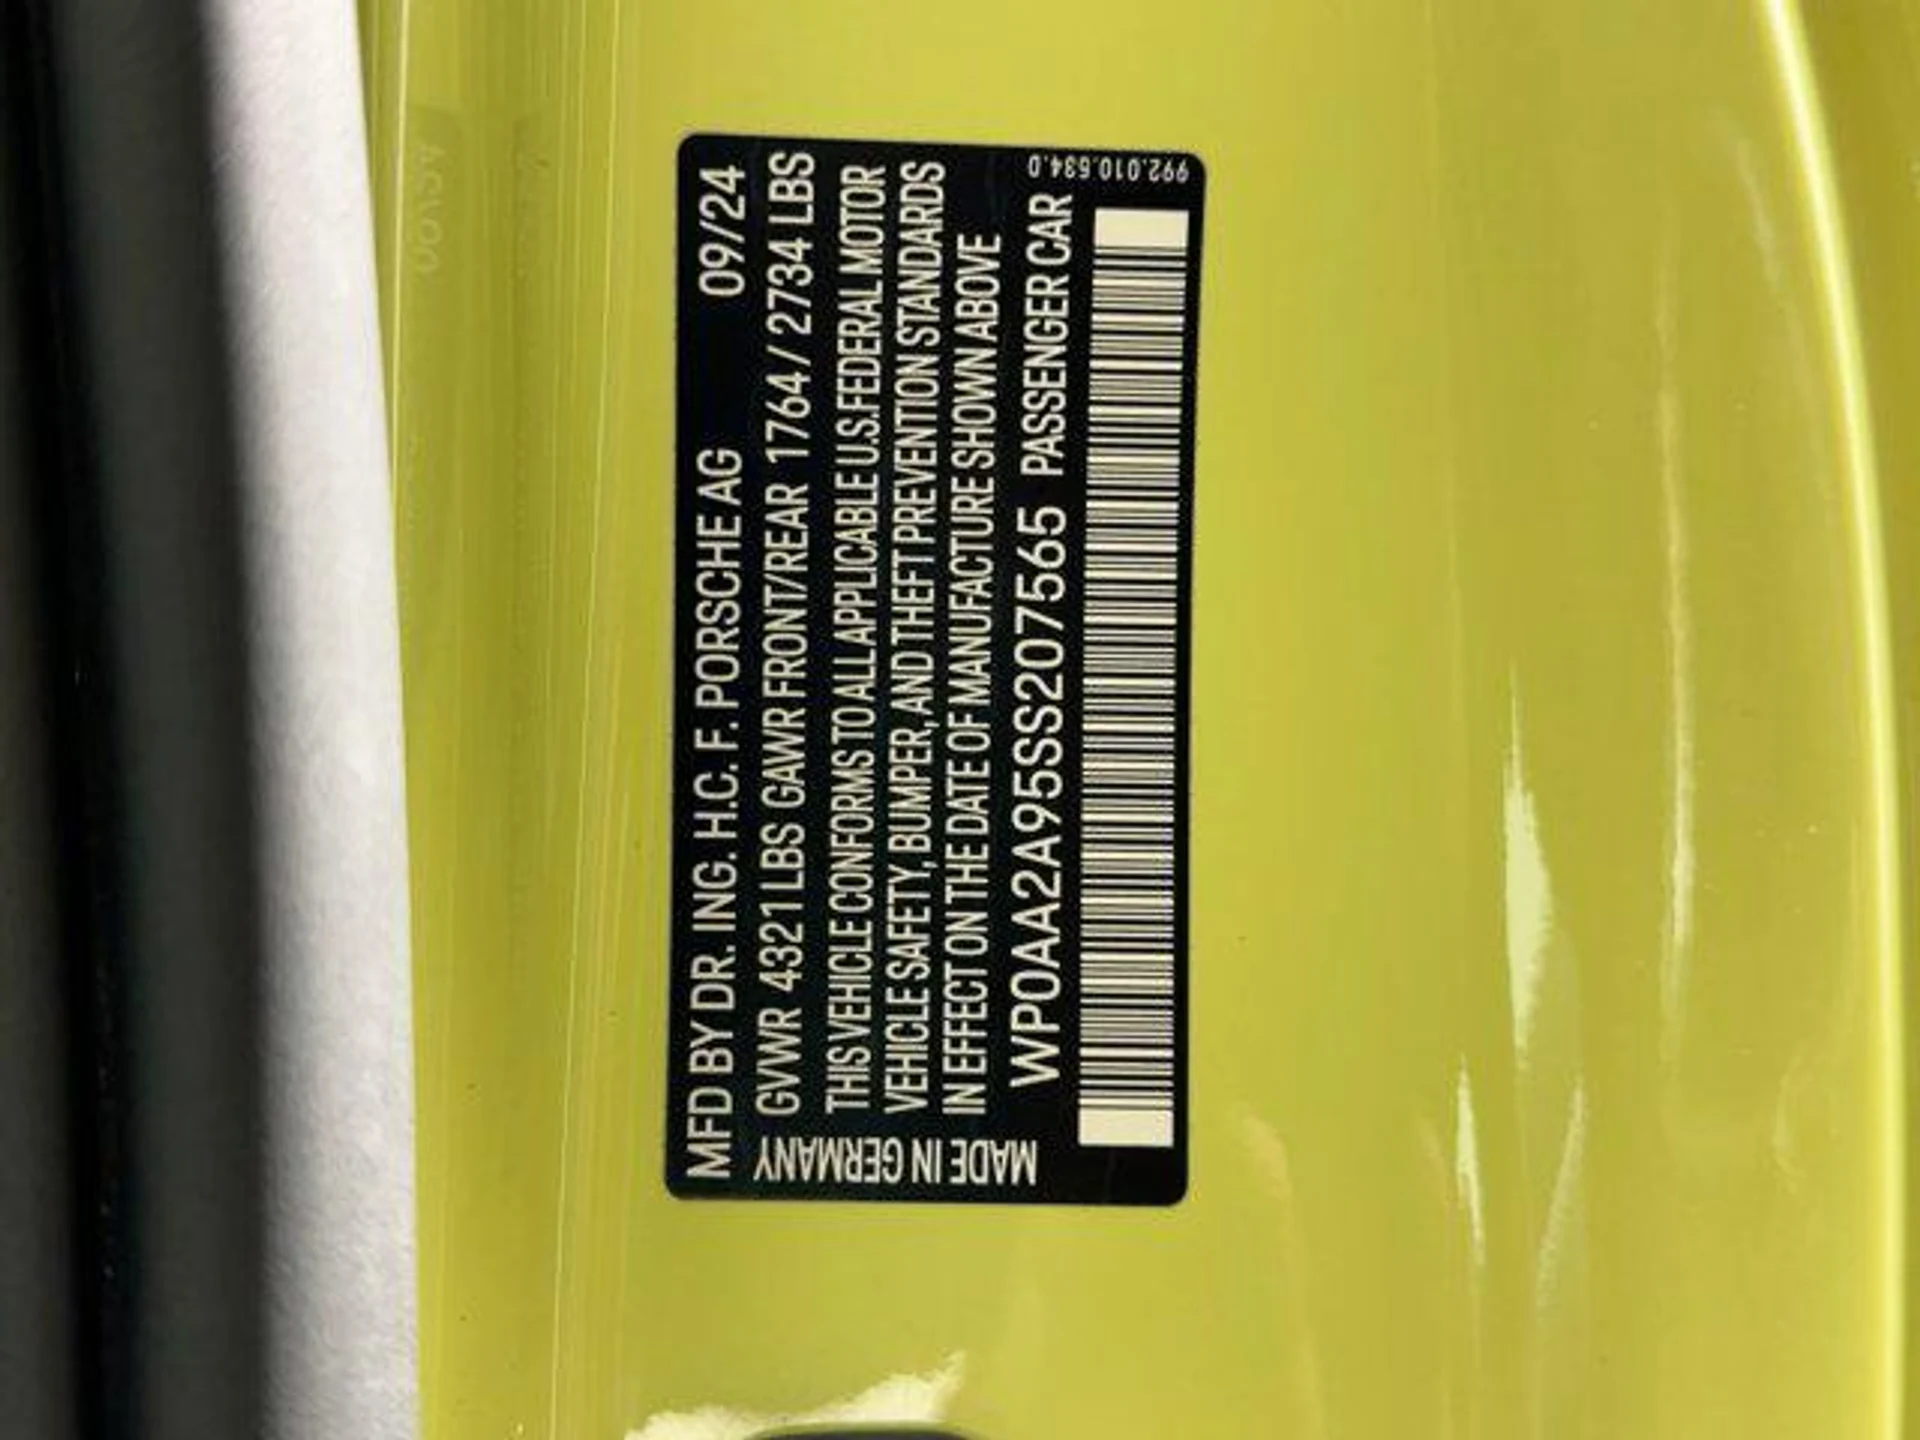 MFD BY DR. ING. H.C. F. PORSCHE AG 09/24
GVWR 4321 LBS GAWR FRONT/REAR 1764 / 2734 LBS
THIS VEHICLE CONFORMS TO ALL APPLICABLE U.S. FEDERAL MOTOR
VEHICLE SAFETY, BUMPER, AND THEFT PREVENTION STANDARDS
IN EFFECT ON THE DATE OF MANUFACTURE SHOWN ABOVE
WP0AA2A95SS207565 PASSENGER CAR
MADE IN GERMANY
992.010.634.0